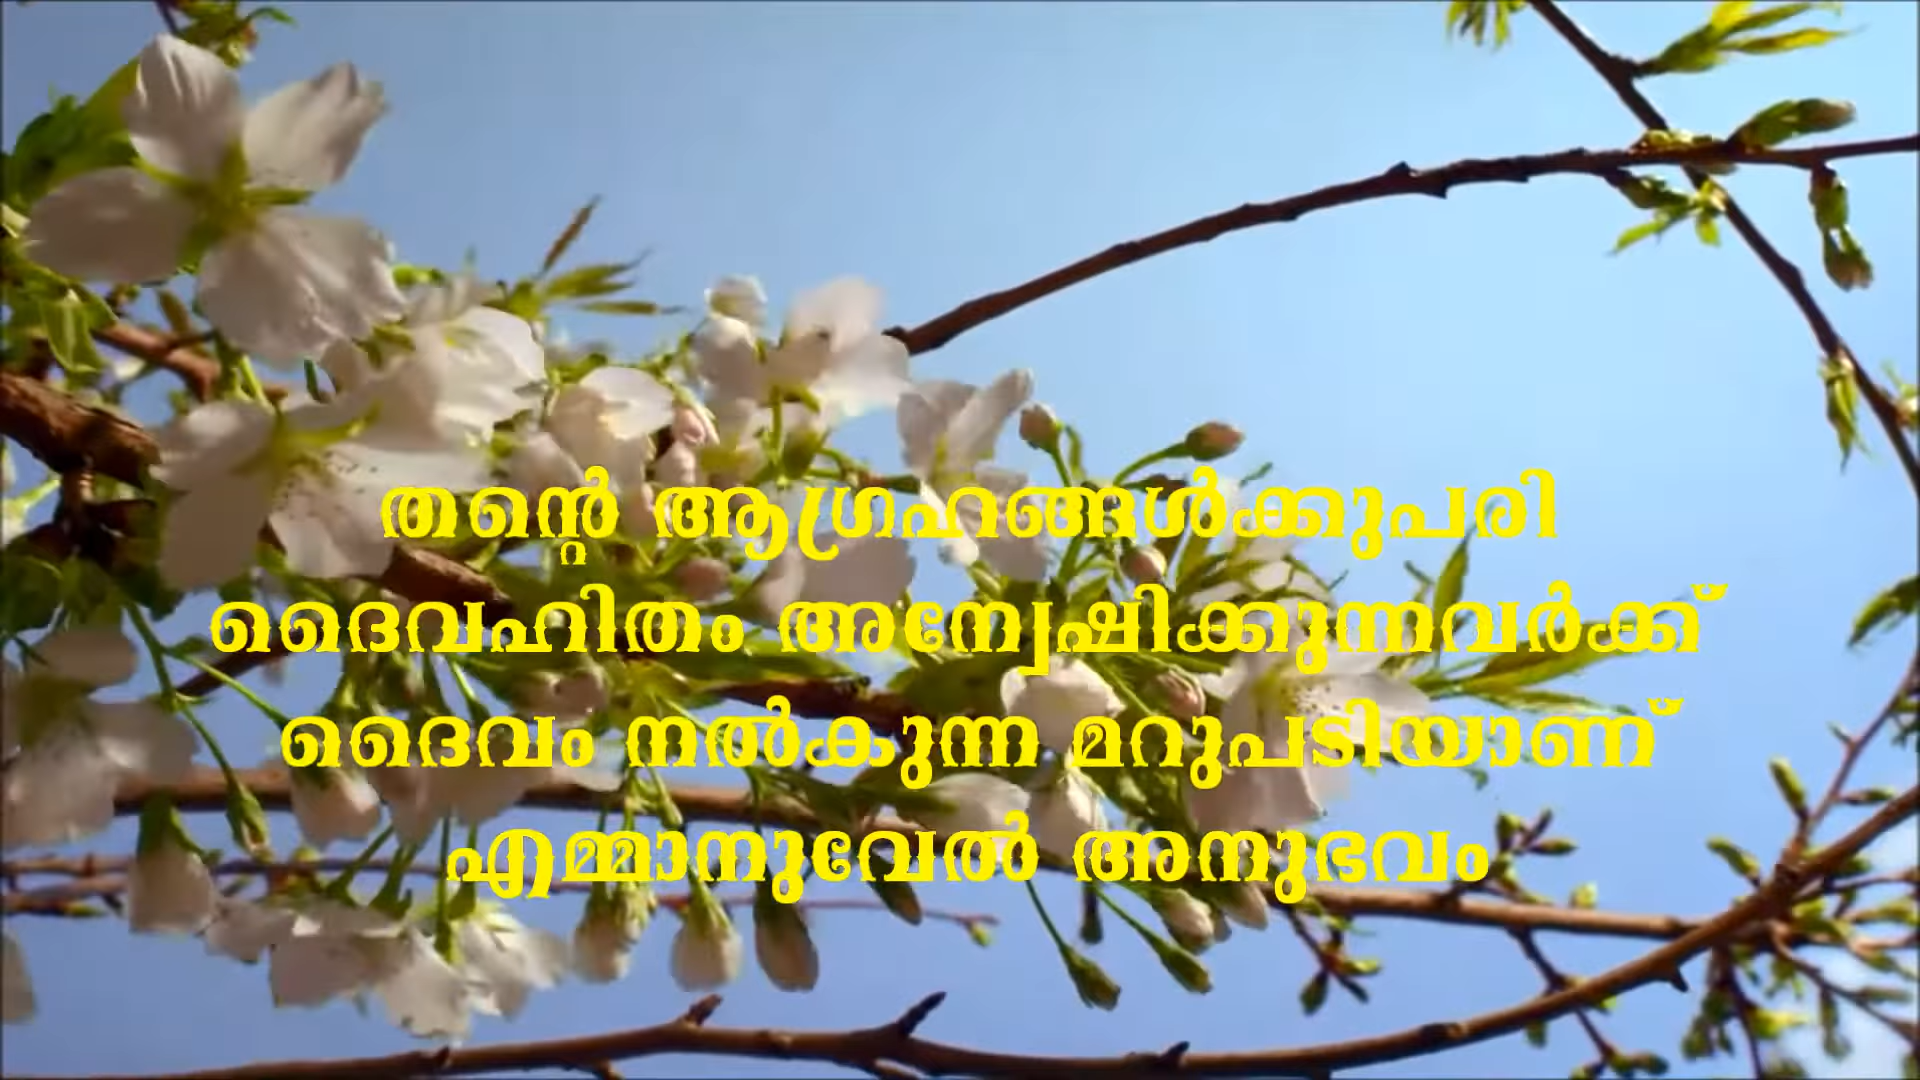 തന്റെ ആഗ്രഹങ്ങൾക്കുപരി
ദൈവഹിതം അന്വേഷിക്കുന്നവർക്ക്
ദൈവം നൽകുന്ന മറുപടിയാണ്
എമ്മാനുവേൽ അനുഭവം